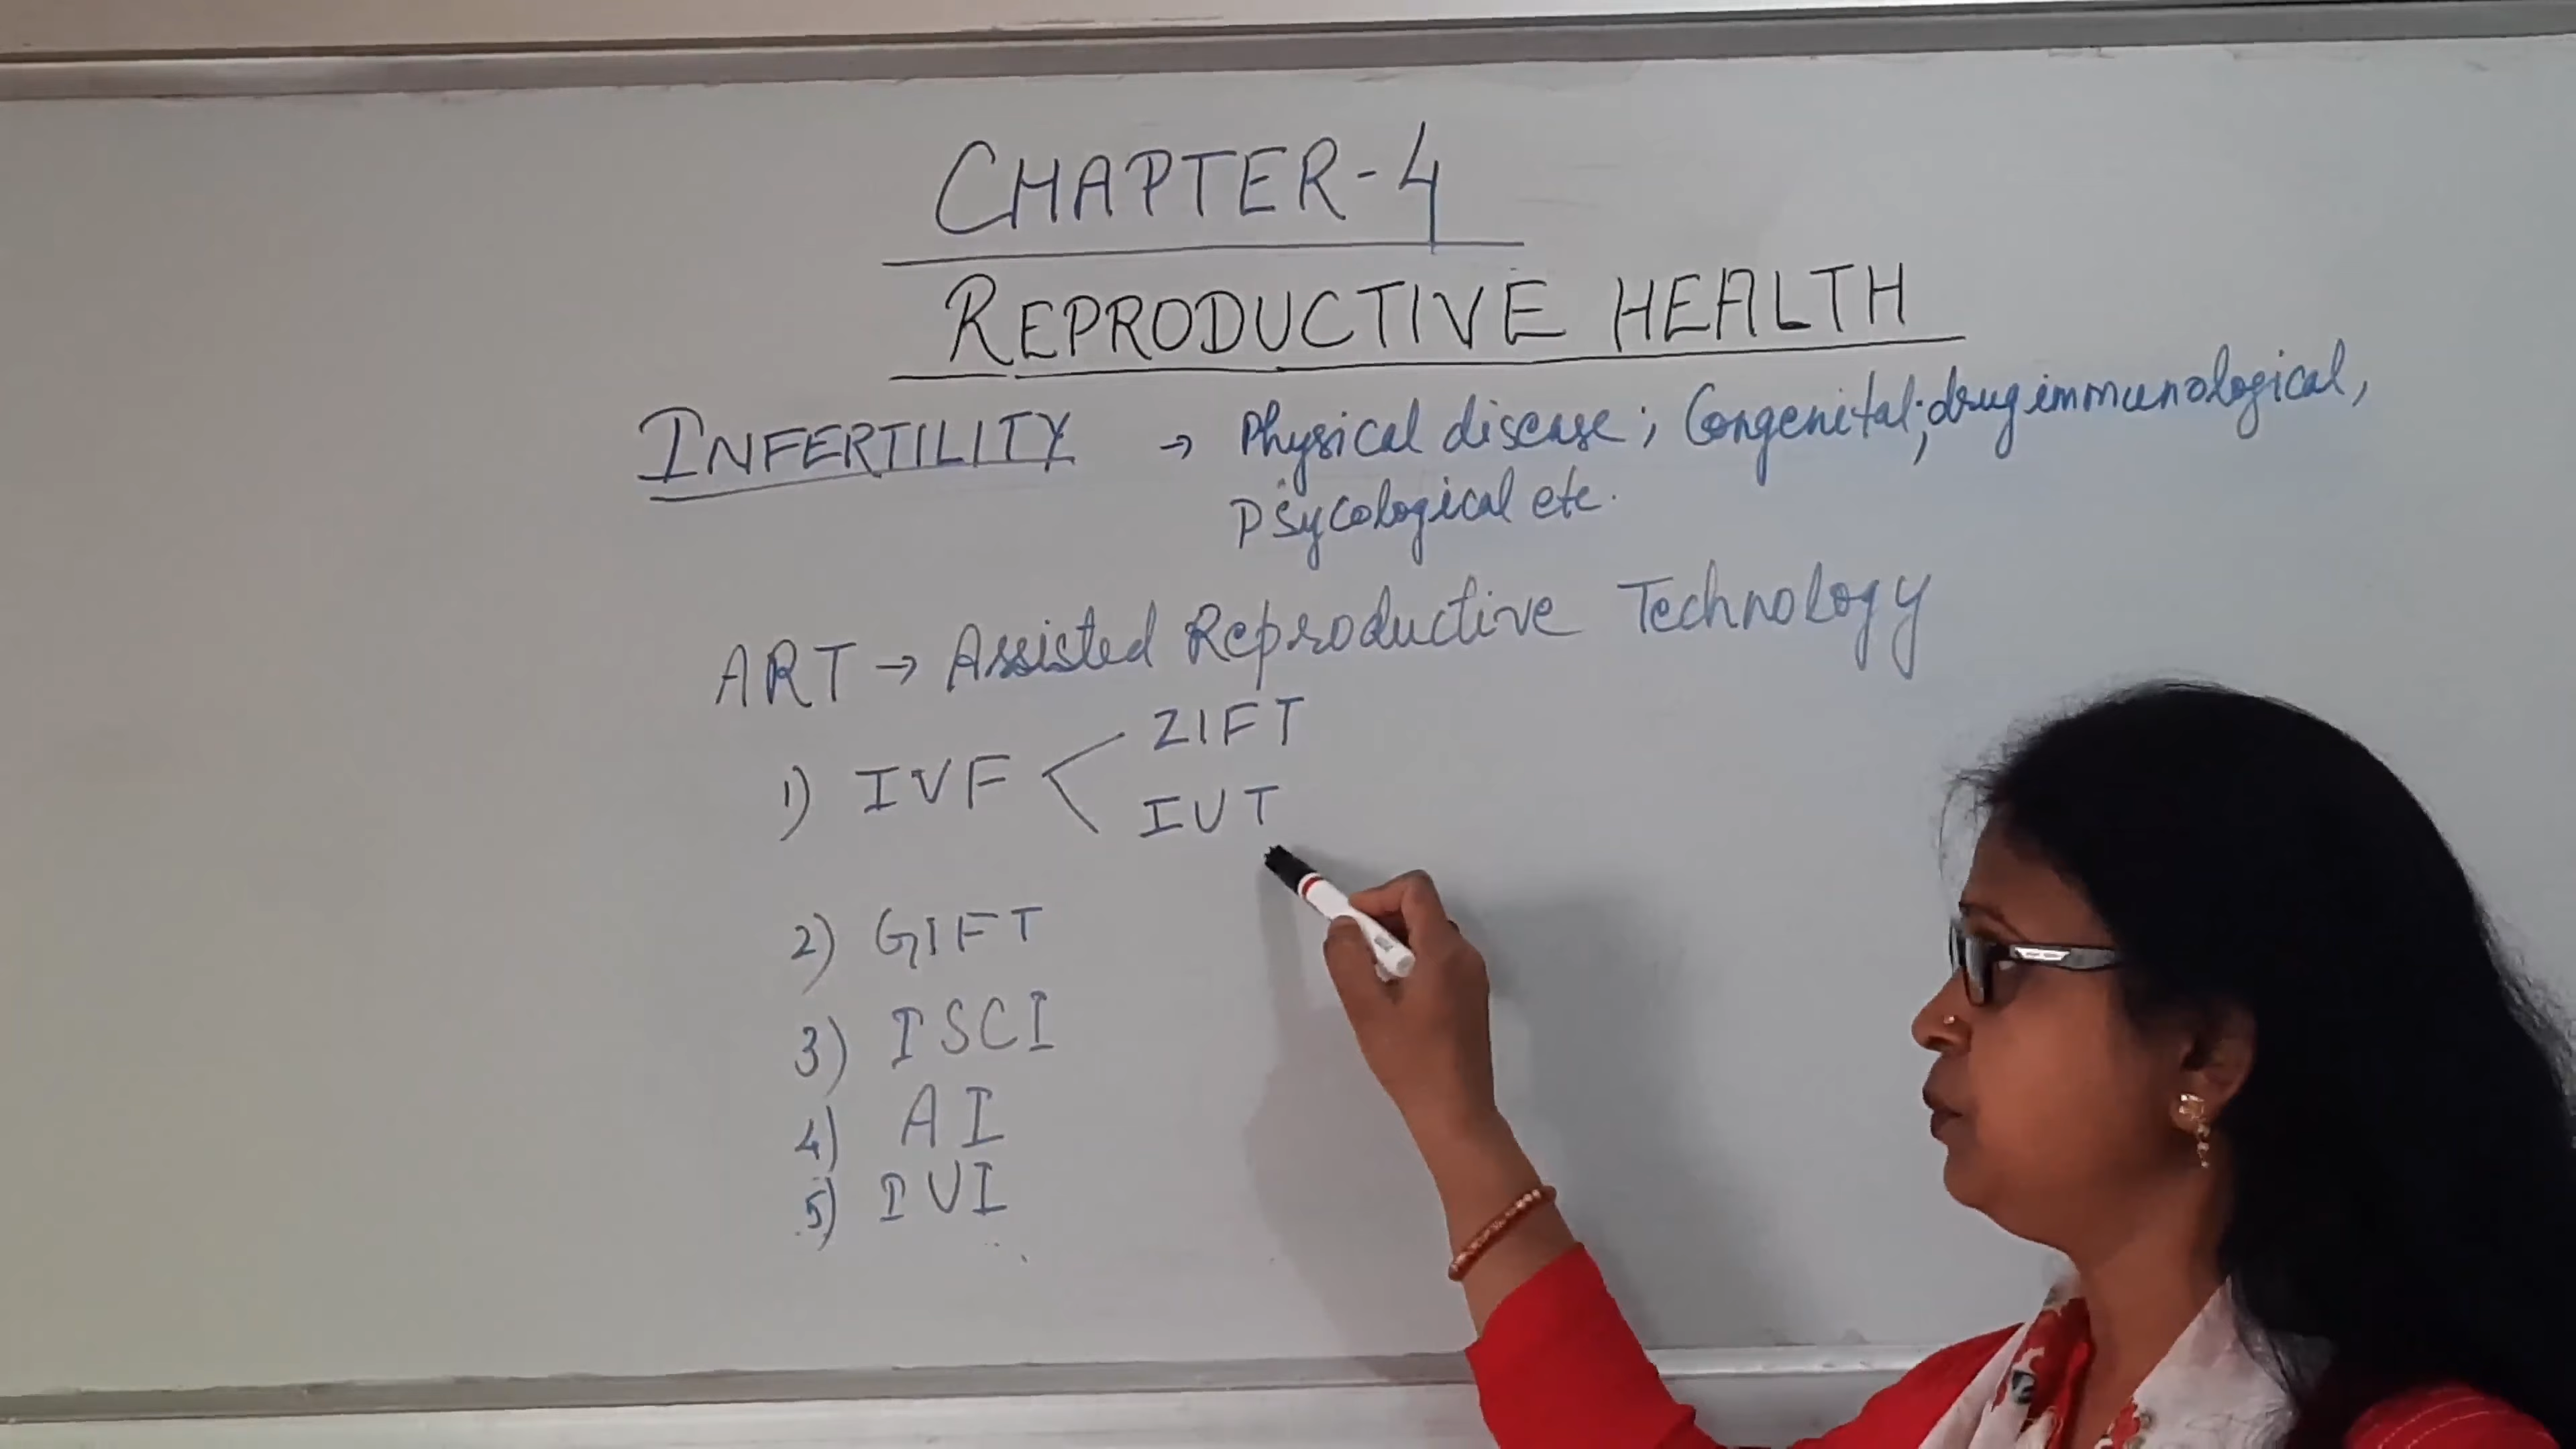 CHAPTER-4
REPRODUCTIVE HEALTH
INFERTILITY → Physical disease; Congenital; drug immunological,
Psycological etc.
ART → Assisted Reproductive Technology
1) IVF < ZIFT
IUT
2) GIFT
3) ISCI
4) AI
5) IUI